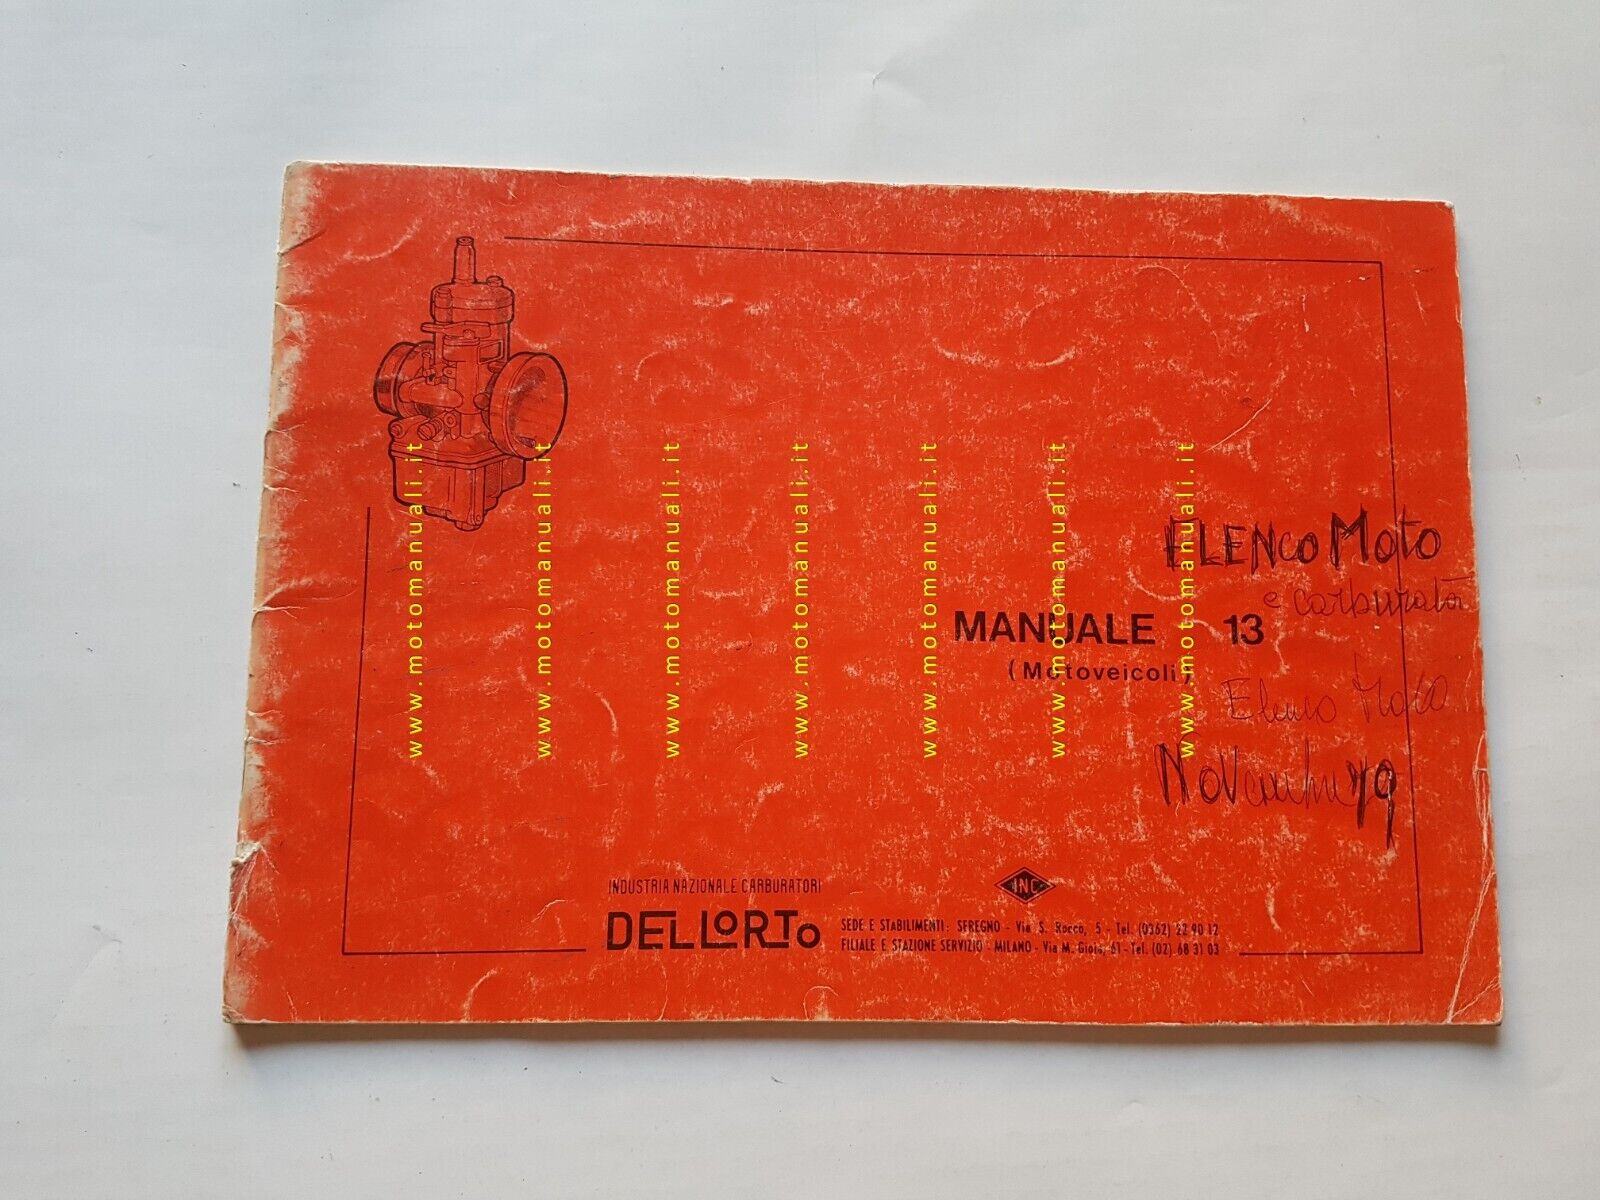 ELENCO MOTO
e carburatori
MANUALE 13
(Motoveicoli)
Elenco Moto
Novembre 79
INDUSTRIA NAZIONALE CARBURATORI
DELLORTO
INC
SEDE E STABILIMENTI: SEREGNO - Via S. Rocco, 5 - Tel. (0362) 22 90 12
FILIALE E STAZIONE SERVIZIO - MILANO - Via M. Gioia, 61 - Tel. (02) 68 31 03
www.motomanuali.it
www.motomanuali.it
www.motomanuali.it
www.motomanuali.it
www.motomanuali.it
www.motomanuali.it
www.motomanuali.it